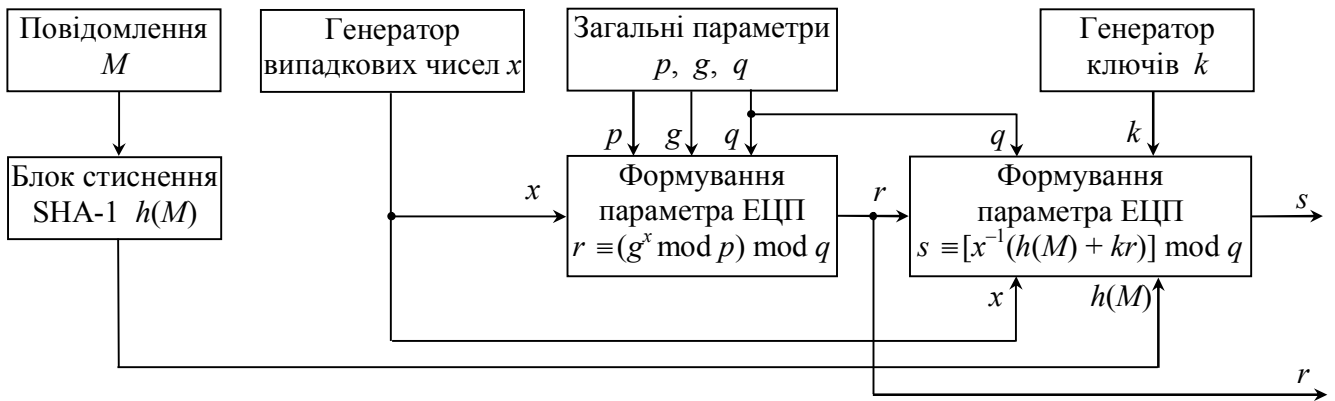 Повідомлення
M
Генератор
випадкових чисел x
Загальні параметри
p, g, q
Генератор
ключів k
p
g
q
q
k
Блок стиснення
SHA-1 h(M)
x
Формування
параметра ЕЦП
r ≡(g^x mod p) mod q
r
Формування
параметра ЕЦП
s ≡[x^–1(h(M) + kr)] mod q
s
x
h(M)
r